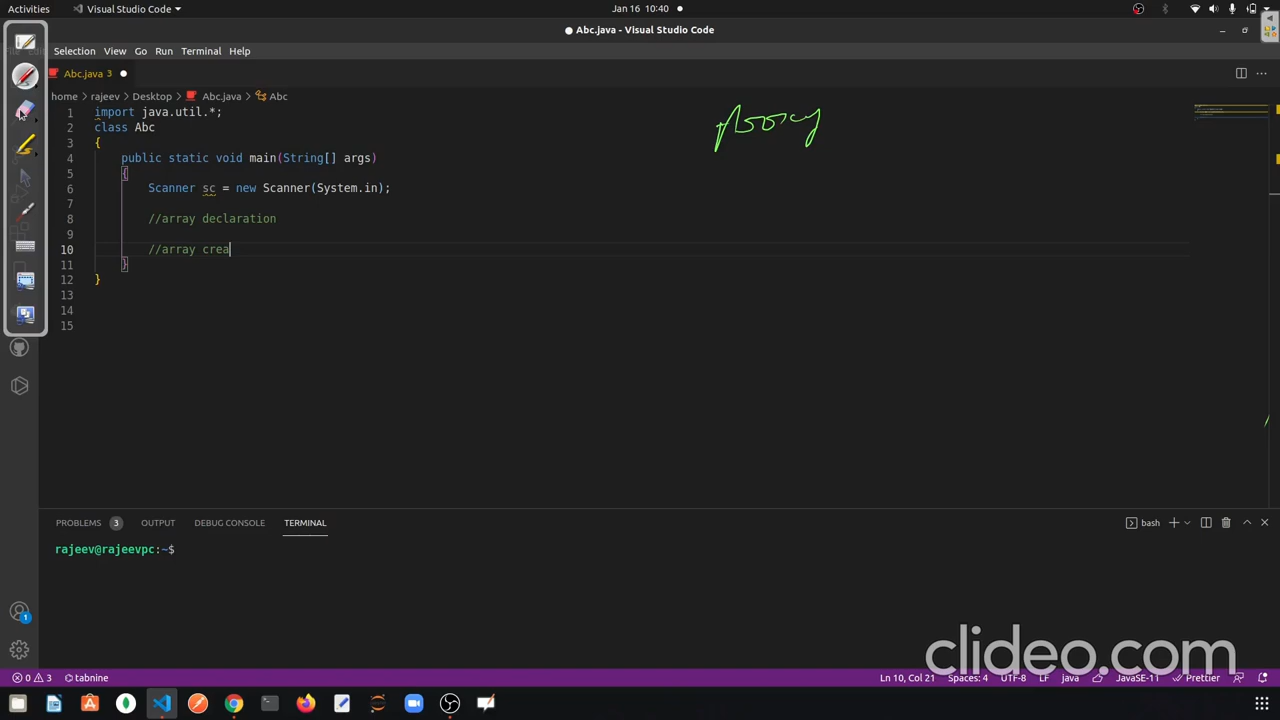 Activities
Visual Studio Code
Jan 16 10:40
Abc.java - Visual Studio Code
Selection View Go Run Terminal Help
Abc.java 3
home > rajeev > Desktop > Abc.java > Abc
1 import java.util.*;
2 class Abc
3 {
4 public static void main(String[] args)
5 {
6 Scanner sc = new Scanner(System.in);
7
8 //array declaration
9
10 //array crea
11 }
12 }
13
14
15
Array
PROBLEMS 3 OUTPUT DEBUG CONSOLE TERMINAL
bash
rajeev@rajeevpc:~$
1
clideo.com
0 3 tabnine
Ln 10, Col 21 Spaces: 4 UTF-8 LF java JavaSE-11 Prettier